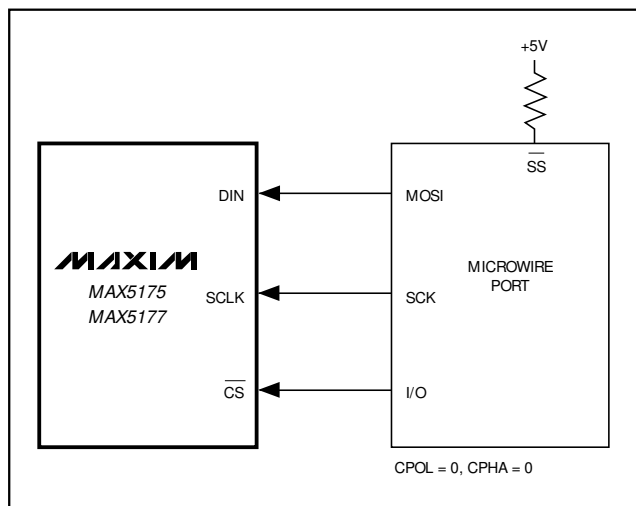 +5V
SS
DIN
MOSI
MAXIM
MAX5175
MAX5177
SCLK
SCK
MICROWIRE
PORT
CS
I/O
CPOL = 0, CPHA = 0